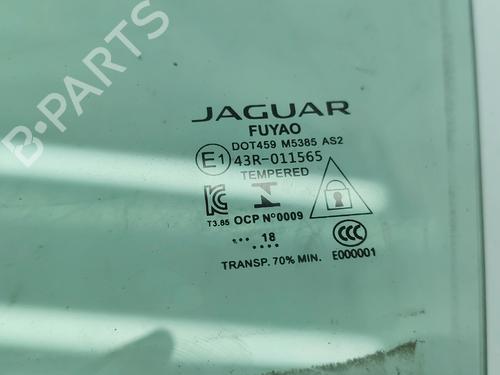 B-PARTS
JAGUAR
FUYAO
DOT459 M5385 AS2
E1 43R-011565
TEMPERED
T3.85 OCP Nº0009
CCC
... 18 E000001
....
TRANSP. 70% MIN.